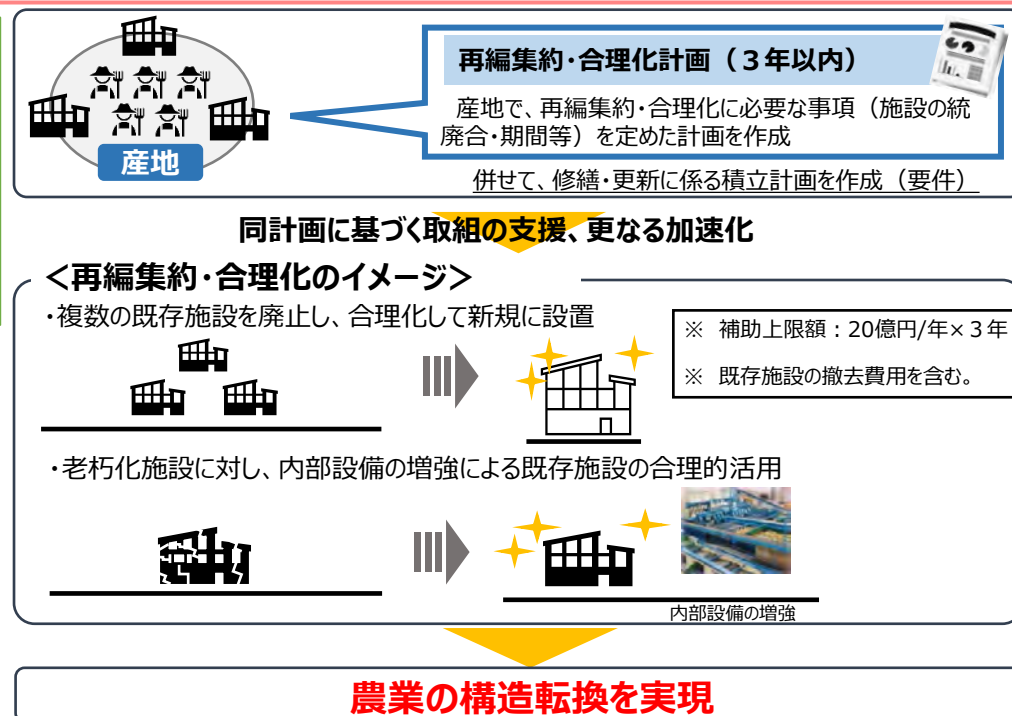 産地
再編集約・合理化計画（３年以内）
産地で、再編集約・合理化に必要な事項（施設の統
廃合・期間等）を定めた計画を作成
併せて、修繕・更新に係る積立計画を作成（要件）
同計画に基づく取組の支援、更なる加速化
＜再編集約・合理化のイメージ＞
・複数の既存施設を廃止し、合理化して新規に設置
※　補助上限額：20億円/年×３年
※　既存施設の撤去費用を含む。
・老朽化施設に対し、内部設備の増強による既存施設の合理的活用
内部設備の増強
農業の構造転換を実現